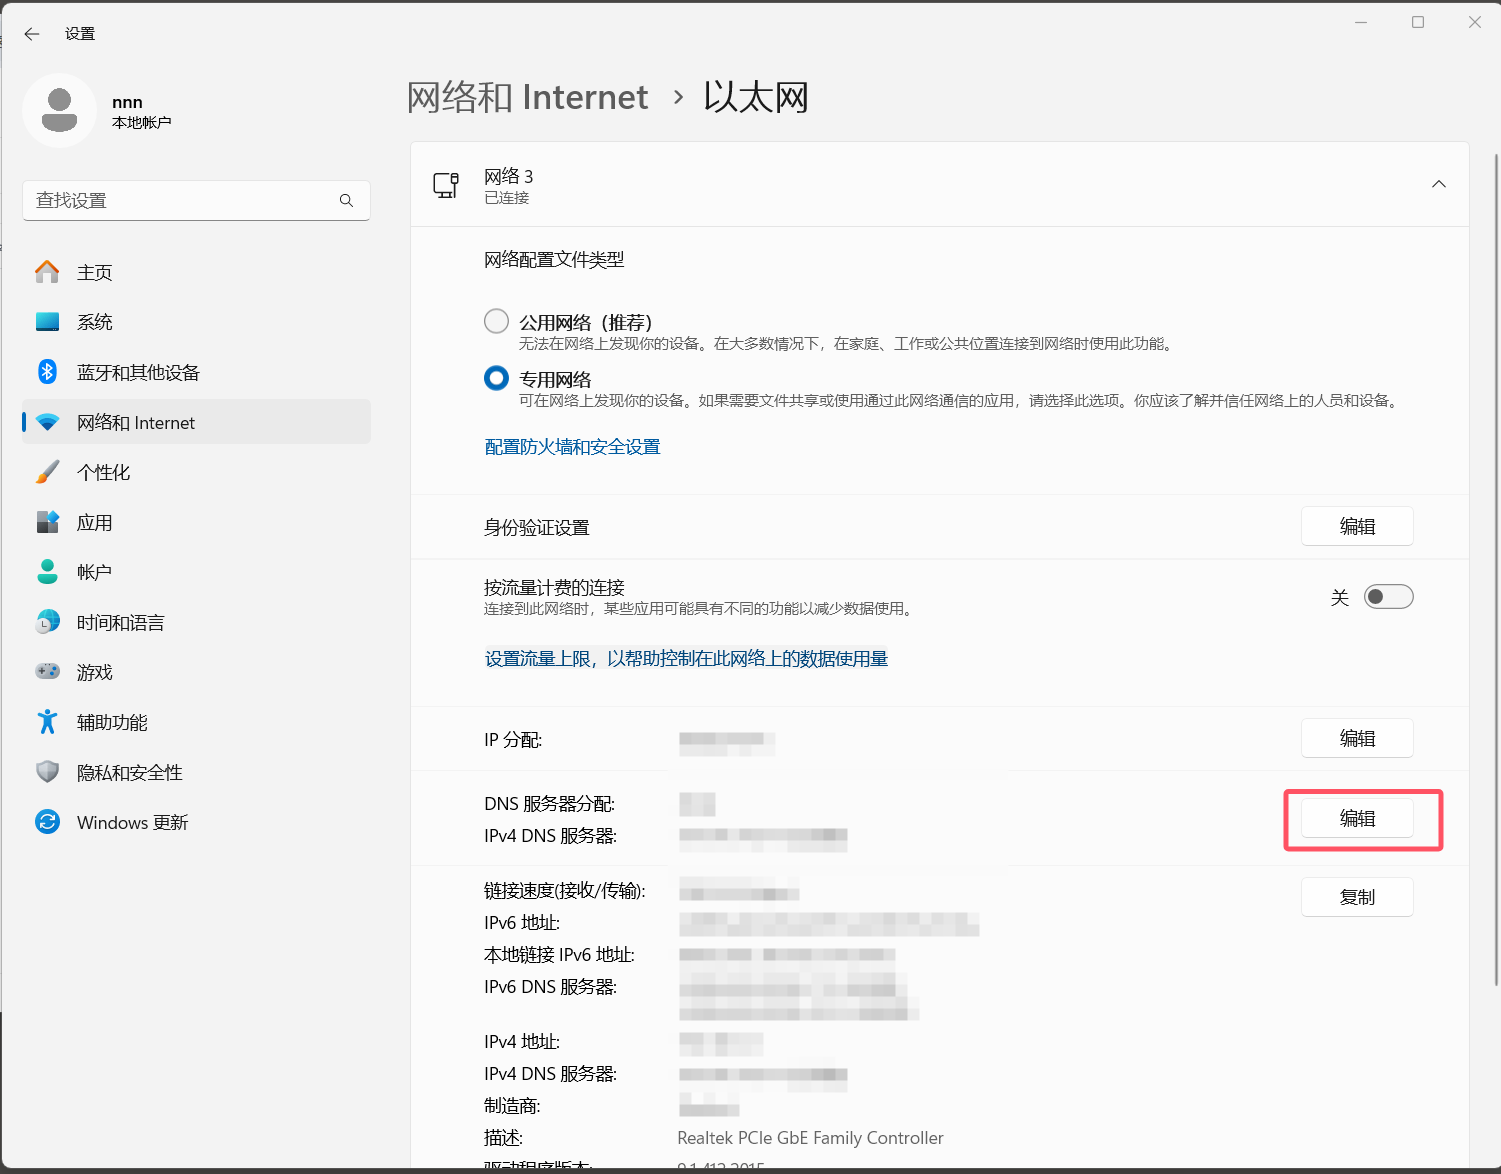 设置
nnn
本地帐户
查找设置
主页
系统
蓝牙和其他设备
网络和 Internet
个性化
应用
帐户
时间和语言
游戏
辅助功能
隐私和安全性
Windows 更新
网络和 Internet › 以太网
网络 3
已连接
网络配置文件类型
公用网络（推荐）
无法在网络上发现你的设备。在大多数情况下，在家庭、工作或公共位置连接到网络时使用此功能。
专用网络
可在网络上发现你的设备。如果需要文件共享或使用通过此网络通信的应用，请选择此选项。你应该了解并信任网络上的人员和设备。
配置防火墙和安全设置
身份验证设置
编辑
按流量计费的连接
连接到此网络时，某些应用可能具有不同的功能以减少数据使用。
关
设置流量上限，以帮助控制在此网络上的数据使用量
IP 分配:
编辑
DNS 服务器分配:
IPv4 DNS 服务器:
编辑
链接速度(接收/传输):
复制
IPv6 地址:
本地链接 IPv6 地址:
IPv6 DNS 服务器:
IPv4 地址:
IPv4 DNS 服务器:
制造商:
描述: Realtek PCIe GbE Family Controller
驱动程序版本: